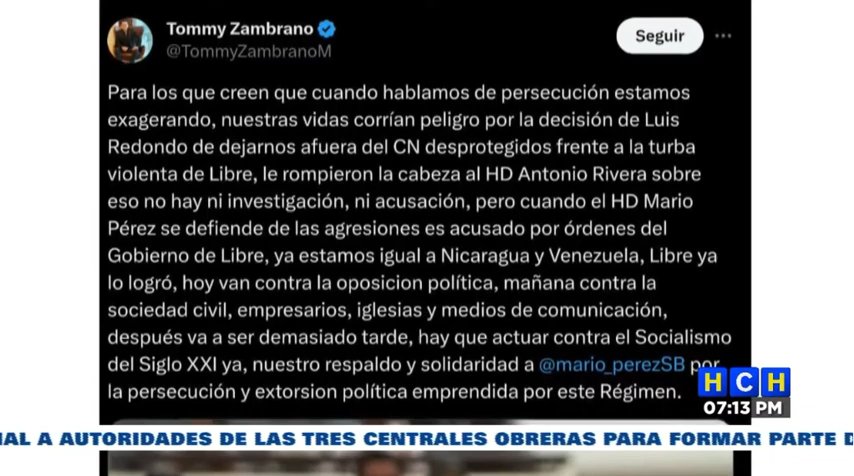 Tommy Zambrano
@TommyZambranoM
Seguir
Para los que creen que cuando hablamos de persecución estamos
exagerando, nuestras vidas corrían peligro por la decisión de Luis
Redondo de dejarnos afuera del CN desprotegidos frente a la turba
violenta de Libre, le rompieron la cabeza al HD Antonio Rivera sobre
eso no hay ni investigación, ni acusación, pero cuando el HD Mario
Pérez se defiende de las agresiones es acusado por órdenes del
Gobierno de Libre, ya estamos igual a Nicaragua y Venezuela, Libre ya
lo logró, hoy van contra la oposicion política, mañana contra la
sociedad civil, empresarios, iglesias y medios de comunicación,
después va a ser demasiado tarde, hay que actuar contra el Socialismo
del Siglo XXI ya, nuestro respaldo y solidaridad a @mario_perezSB por
la persecución y extorsion política emprendida por este Régimen.
HCH
07:13 PM
A AUTORIDADES DE LAS TRES CENTRALES OBRERAS PARA FORMAR PARTE